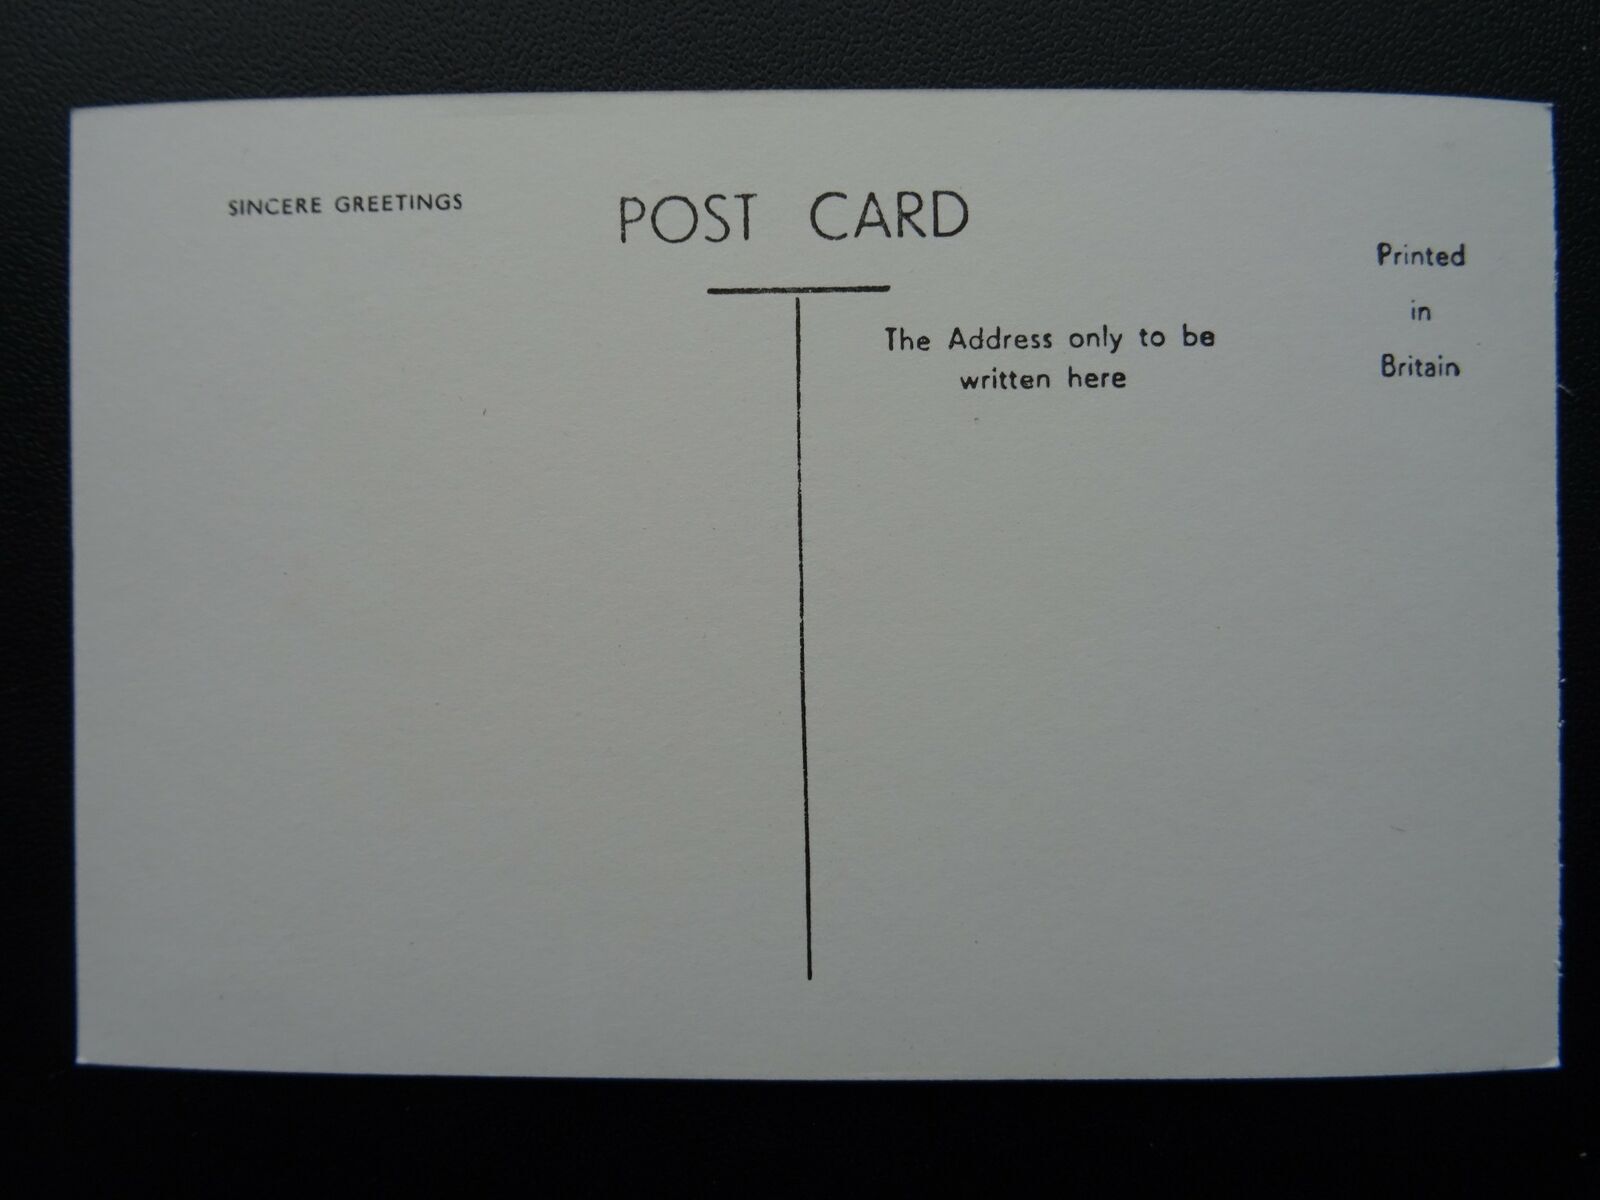 SINCERE GREETINGS
POST CARD
The Address only to be
written here
Printed
in
Britain